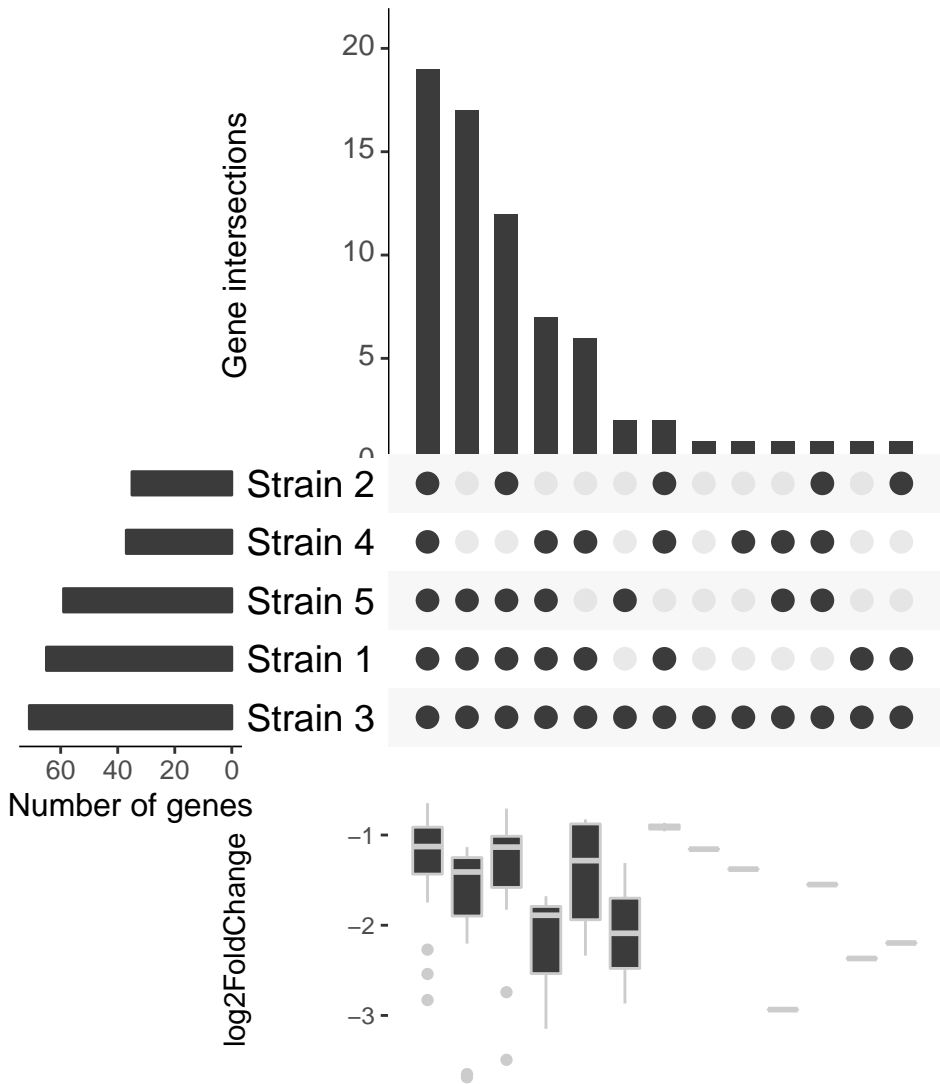 Gene intersections
20
15
10
5
0
Strain 2
Strain 4
Strain 5
Strain 1
Strain 3
60 40 20 0
Number of genes
log2FoldChange
−1
−2
−3